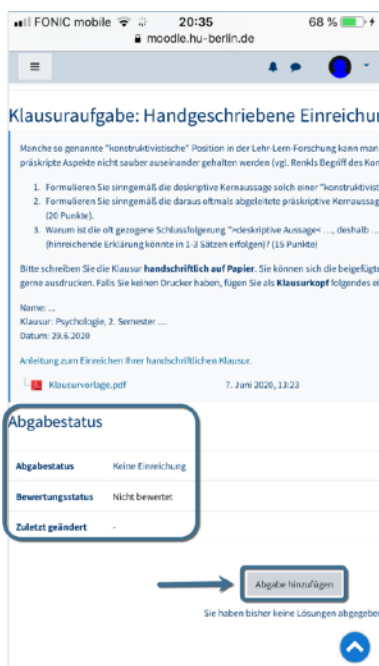 FONIC mobile 20:35 68 %
moodle.hu-berlin.de
Klausuraufgabe: Handgeschriebene Einreichun
Manche so genannte "konstruktivistische" Position in der Lehr-Lern-Forschung kann man
präskripte Aspekte nicht sauber auseinander gehalten werden (vgl. Renkls Begriff des Kon
1. Formulieren Sie sinngemäß die deskriptive Kernaussage solch einer "konstruktivist
2. Formulieren Sie sinngemäß die daraus oftmals abgeleitete präskriptive Kernaussag
(20 Punkte).
3. Warum ist die oft gezogene Schlussfolgerung ">deskriptive Aussage< ..., deshalb ...
(hinreichende Erklärung könnte in 1-3 Sätzen erfolgen)? (15 Punkte)
Bitte schreiben Sie die Klausur handschriftlich auf Papier. Sie können sich die beigefügte
gerne ausdrucken. Falls Sie keinen Drucker haben, fügen Sie als Klausurkopf folgendes ei
Name: ...
Klausur: Psychologie, 2. Semester ....
Datum: 29.6.2020
Anleitung zum Einreichen Ihrer handschriftlichen Klausur.
Klausurvorlage.pdf 7. Juni 2020, 13:23
Abgabestatus
Abgabestatus Keine Einreichung
Bewertungsstatus Nicht bewertet
Zuletzt geändert -
Abgabe hinzufügen
Sie haben bisher keine Lösungen abgegeben